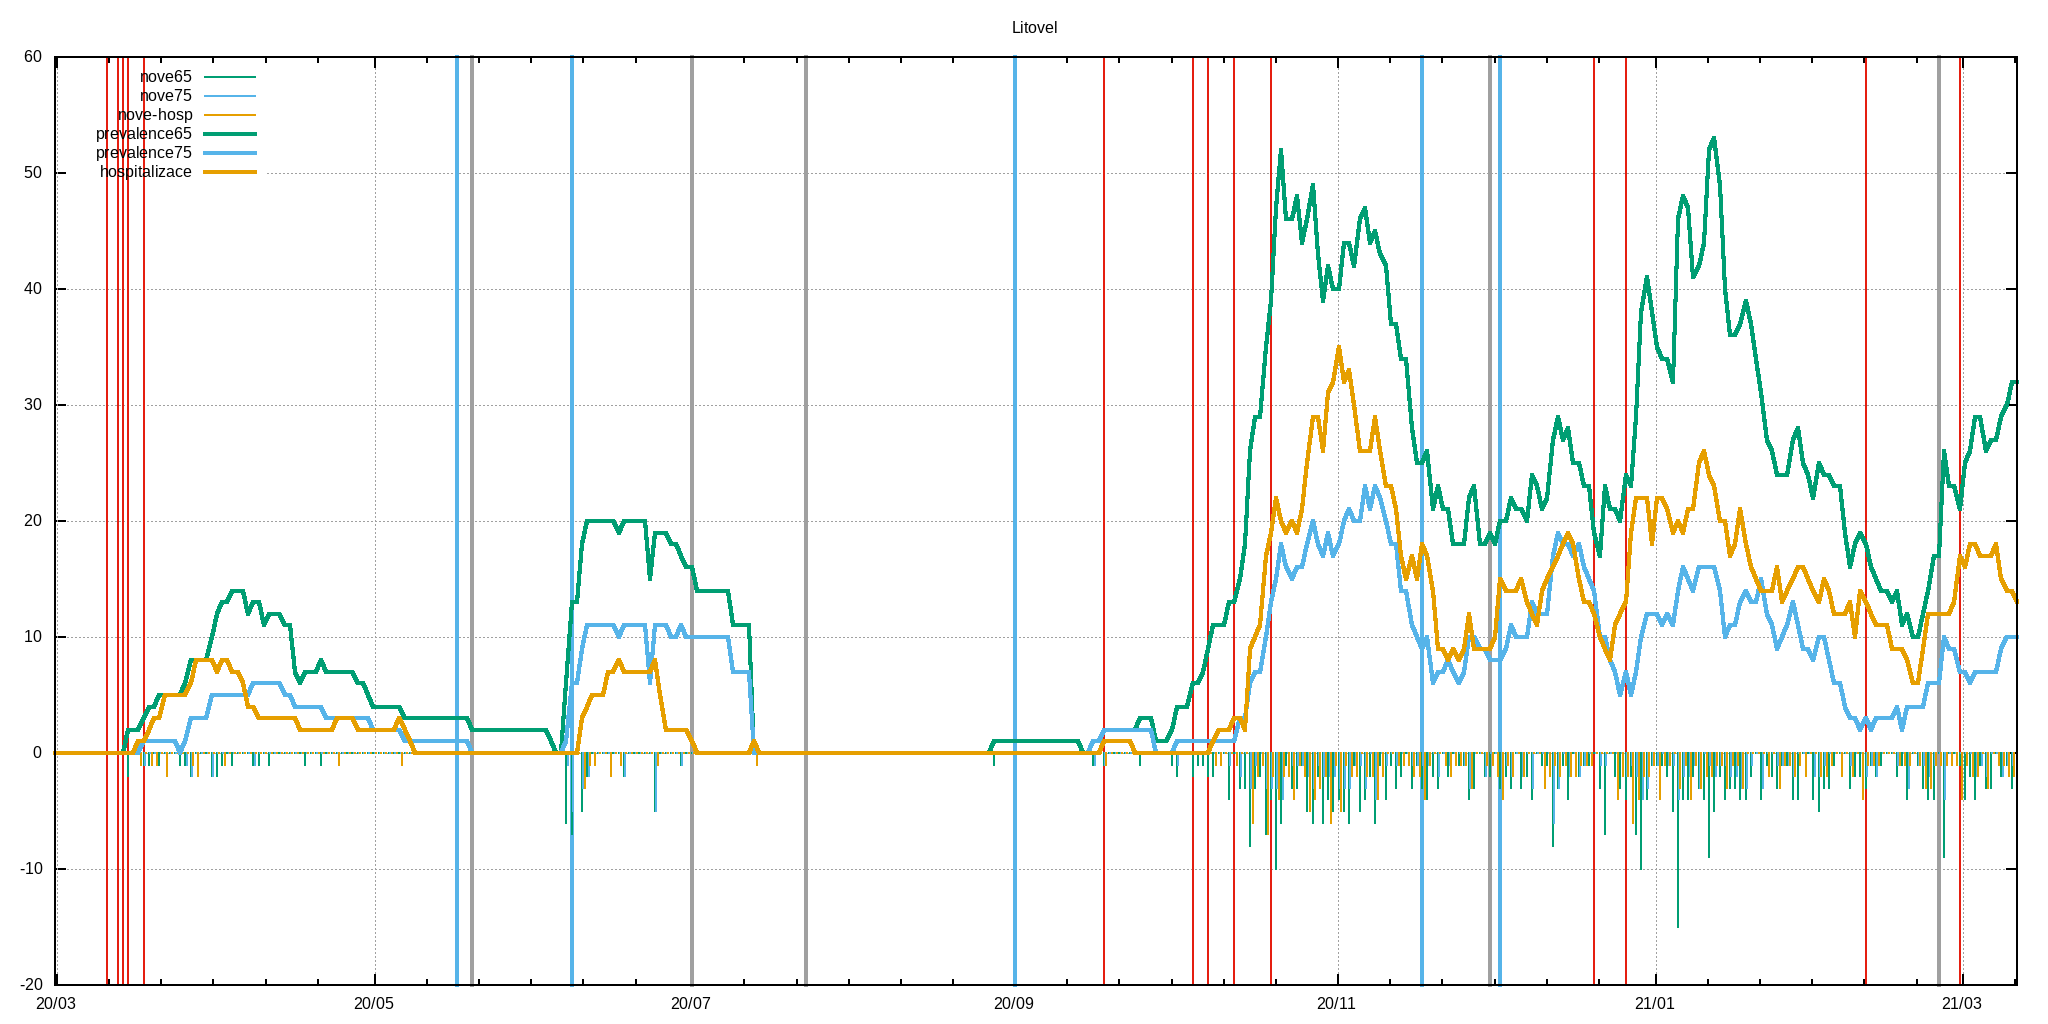 Litovel
60
50
40
30
20
10
0
-10
-20
nove65
nove75
nove-hosp
prevalence65
prevalence75
hospitalizace
20/03 20/05 20/07 20/09 20/11 21/01 21/03